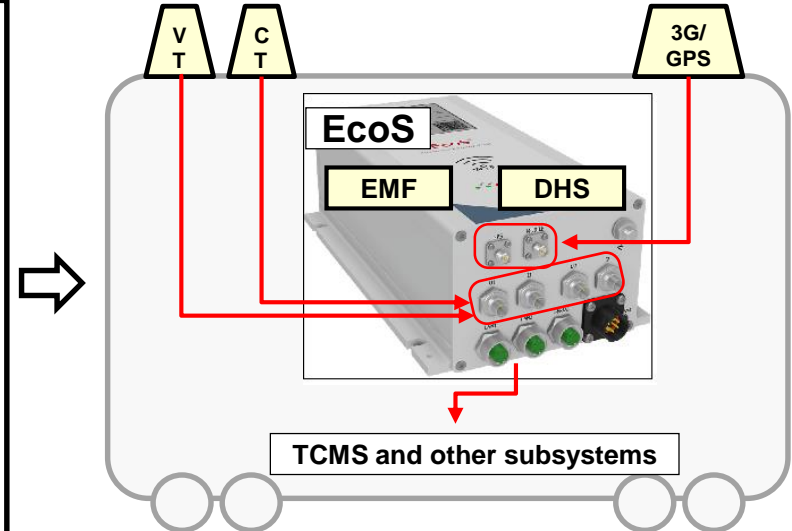 V
T
C
T
3G/
GPS
EcoS
EMF
DHS
TCMS and other subsystems